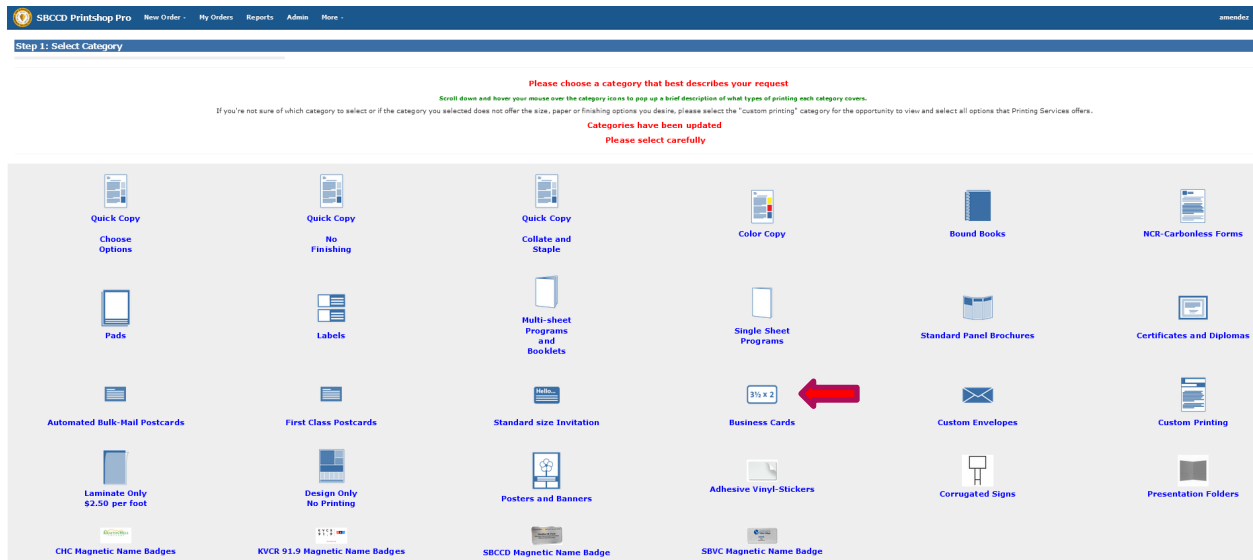 SBCCD Printshop Pro New Order - My Orders Reports Admin More - amendez
Step 1: Select Category
Please choose a category that best describes your request
Scroll down and hover your mouse over the category icons to pop up a brief description of what types of printing each category covers.
If you're not sure of which category to select or if the category you selected does not offer the size, paper or finishing options you desire, please select the "custom printing" category for the opportunity to view and select all options that Printing Services offers.
Categories have been updated
Please select carefully
Quick Copy
Choose
Options
Quick Copy
No
Finishing
Quick Copy
Collate and
Staple
Color Copy
Bound Books
NCR-Carbonless Forms
Pads
Labels
Multi-sheet
Programs
and
Booklets
Single Sheet
Programs
Standard Panel Brochures
Certificates and Diplomas
Automated Bulk-Mail Postcards
First Class Postcards
Hello...
Standard size Invitation
3½ x 2
Business Cards
Custom Envelopes
Custom Printing
Laminate Only
$2.50 per foot
Design Only
No Printing
Posters and Banners
Adhesive Vinyl-Stickers
Corrugated Signs
Presentation Folders
CHC Magnetic Name Badges
KVCR 91.9 Magnetic Name Badges
SBCCD Magnetic Name Badge
SBVC Magnetic Name Badge